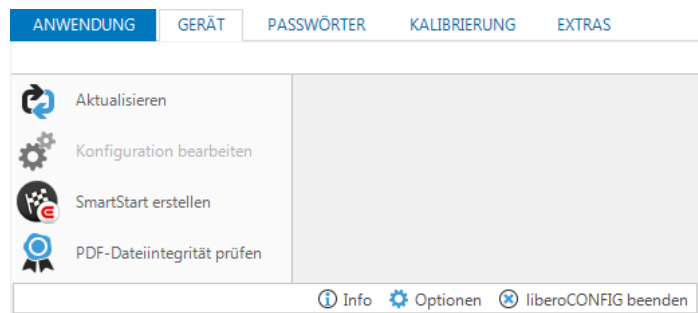 ANWENDUNG GERÄT PASSWÖRTER KALIBRIERUNG EXTRAS
Aktualisieren
Konfiguration bearbeiten
SmartStart erstellen
PDF-Dateiintegrität prüfen
Info Optionen liberoCONFIG beenden